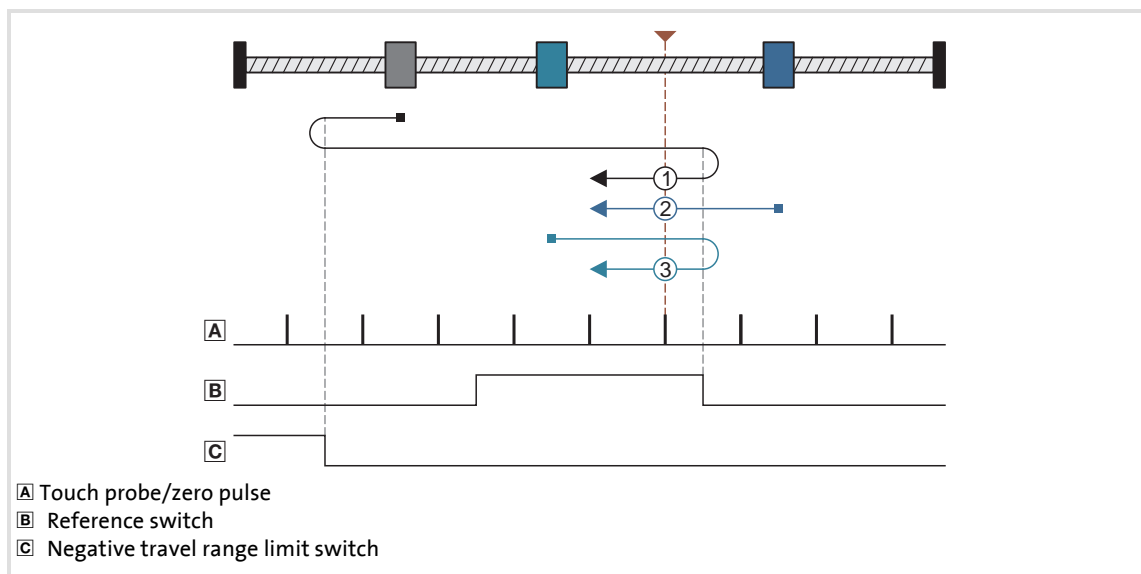 1
2
3
A
B
C
A Touch probe/zero pulse
B Reference switch
C Negative travel range limit switch